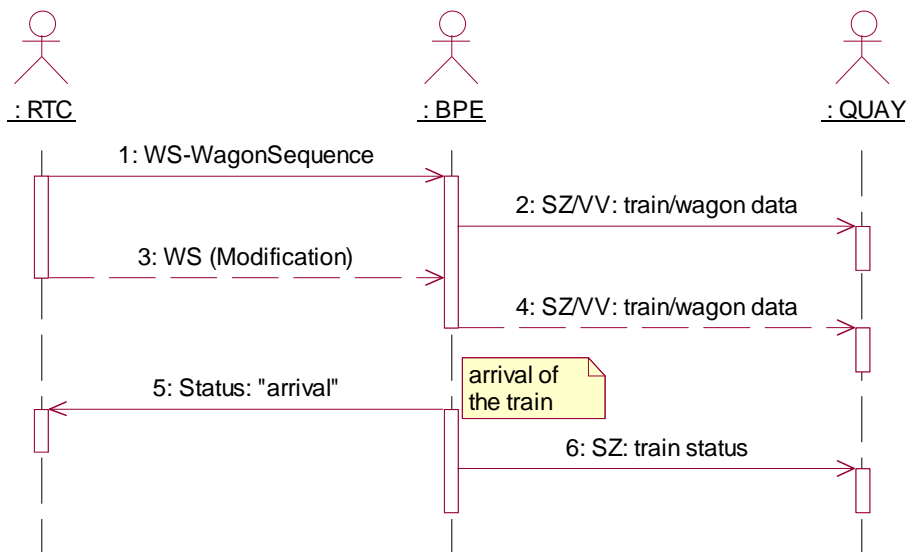 : RTC
: BPE
: QUAY
1: WS-WagonSequence
2: SZ/VV: train/wagon data
3: WS (Modification)
4: SZ/VV: train/wagon data
arrival of
the train
5: Status: "arrival"
6: SZ: train status